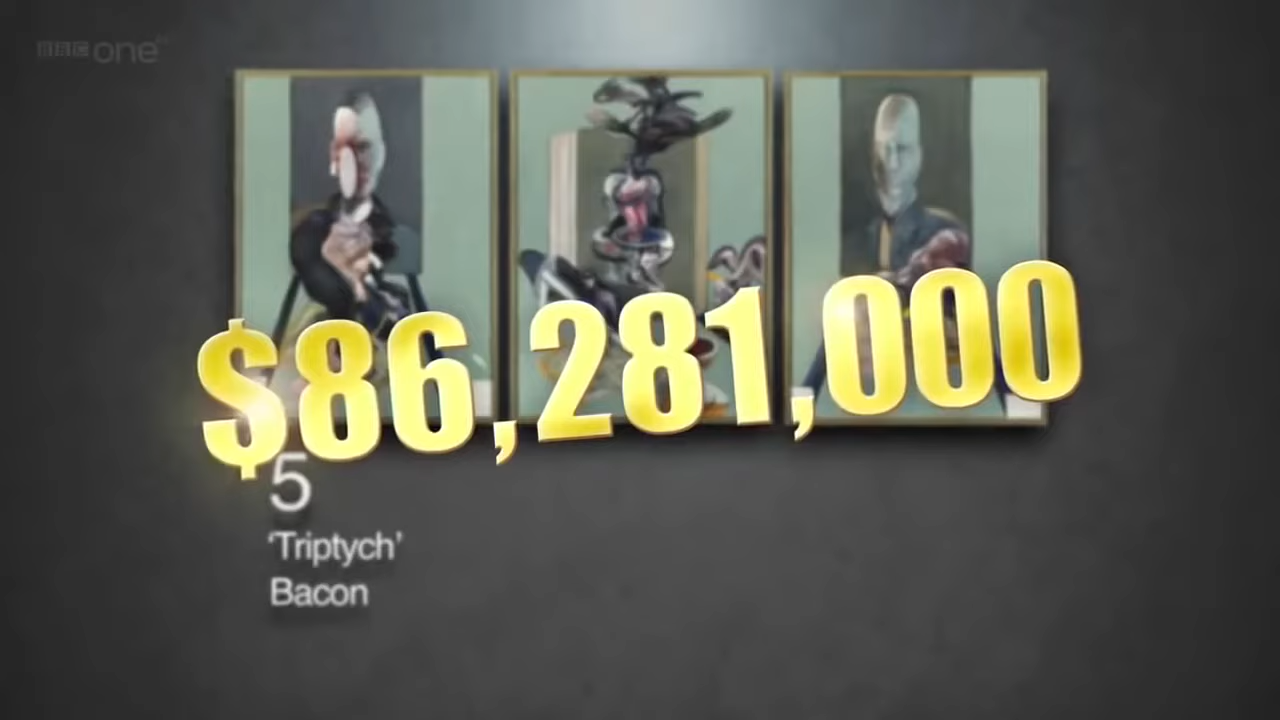 BBC one
$86,281,000
5
‘Triptych’
Bacon